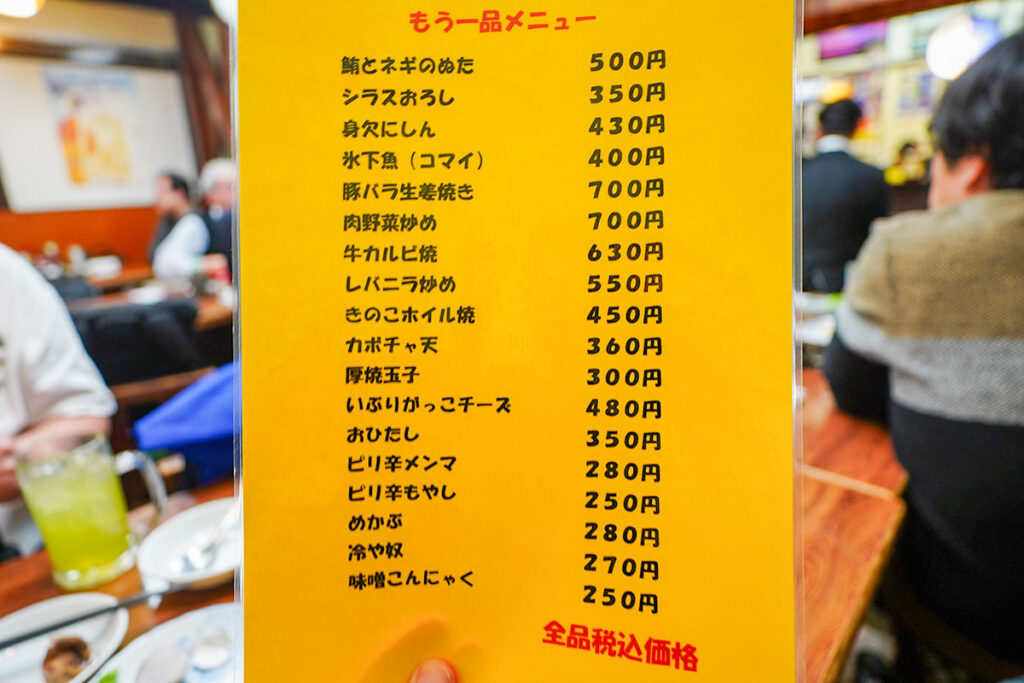 もう一品メニュー
鮪とネギのぬた 500円
シラスおろし 350円
身欠にしん 430円
氷下魚（コマイ） 400円
豚バラ生姜焼き 700円
肉野菜炒め 700円
牛カルビ焼 630円
レバニラ炒め 550円
きのこホイル焼 450円
カボチャ天 360円
厚焼玉子 300円
いぶりがっこチーズ 480円
おひたし 350円
ピリ辛メンマ 280円
ピリ辛もやし 250円
めかぶ 280円
冷や奴 270円
味噌こんにゃく 250円
全品税込価格